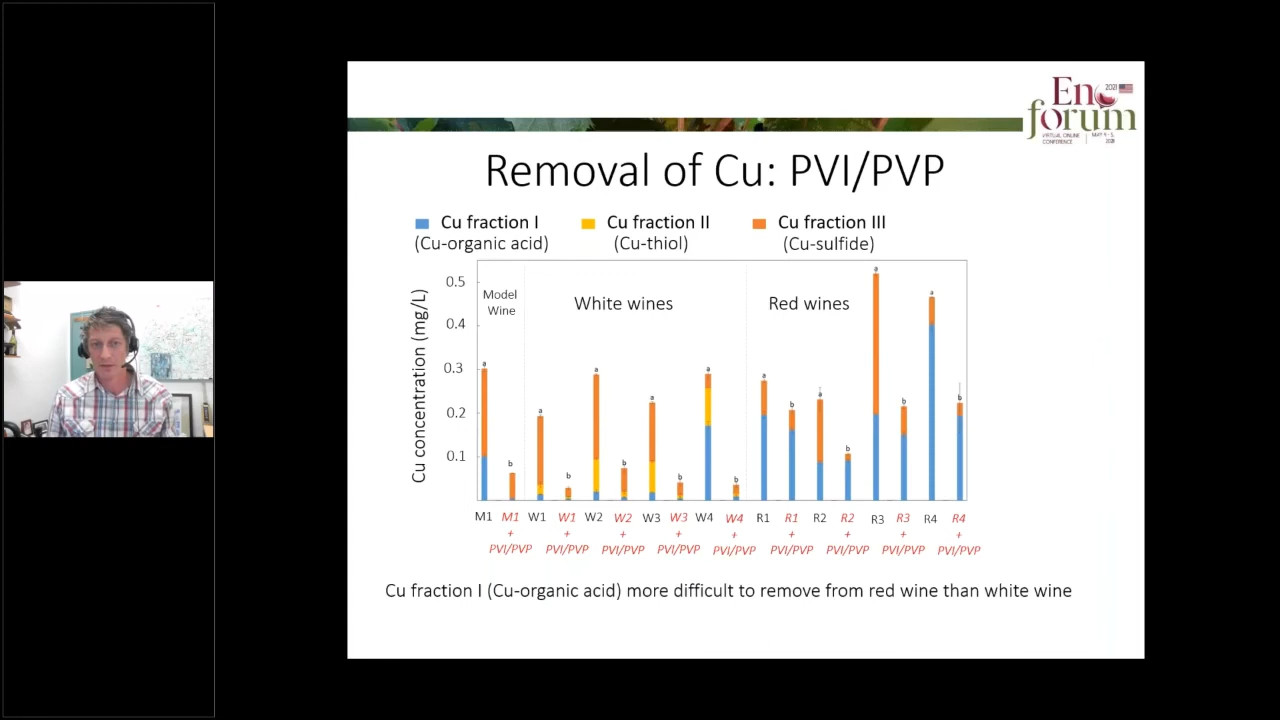 2021
Eno
forum
VIRTUAL ONLINE
CONFERENCE
MAY 3-5,
2021
Removal of Cu: PVI/PVP
Cu fraction I Cu fraction II Cu fraction III
(Cu-organic acid) (Cu-thiol) (Cu-sulfide)
Cu concentration (mg/L)
0.5
0.4
0.3
0.2
0.1
Model
Wine
White wines
Red wines
a b a b a b a b a b a b a b a b a b
M1 M1 W1 W1 W2 W2 W3 W3 W4 W4 R1 R1 R2 R2 R3 R3 R4 R4
+ + + + + + + + +
PVI/PVP PVI/PVP PVI/PVP PVI/PVP PVI/PVP PVI/PVP PVI/PVP PVI/PVP PVI/PVP
Cu fraction I (Cu-organic acid) more difficult to remove from red wine than white wine